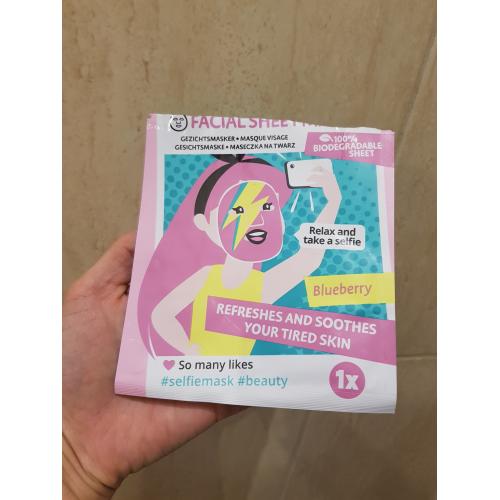 FACIAL SHEET
GEZICHTSMASKER • MASQUE VISAGE
GESICHTSMASKE • MASECZKA NA TWARZ
100%
BIODEGRADABLE
SHEET
Relax and
take a selfie
Blueberry
REFRESHES AND SOOTHES
YOUR TIRED SKIN
So many likes
#selfiemask #beauty
1x